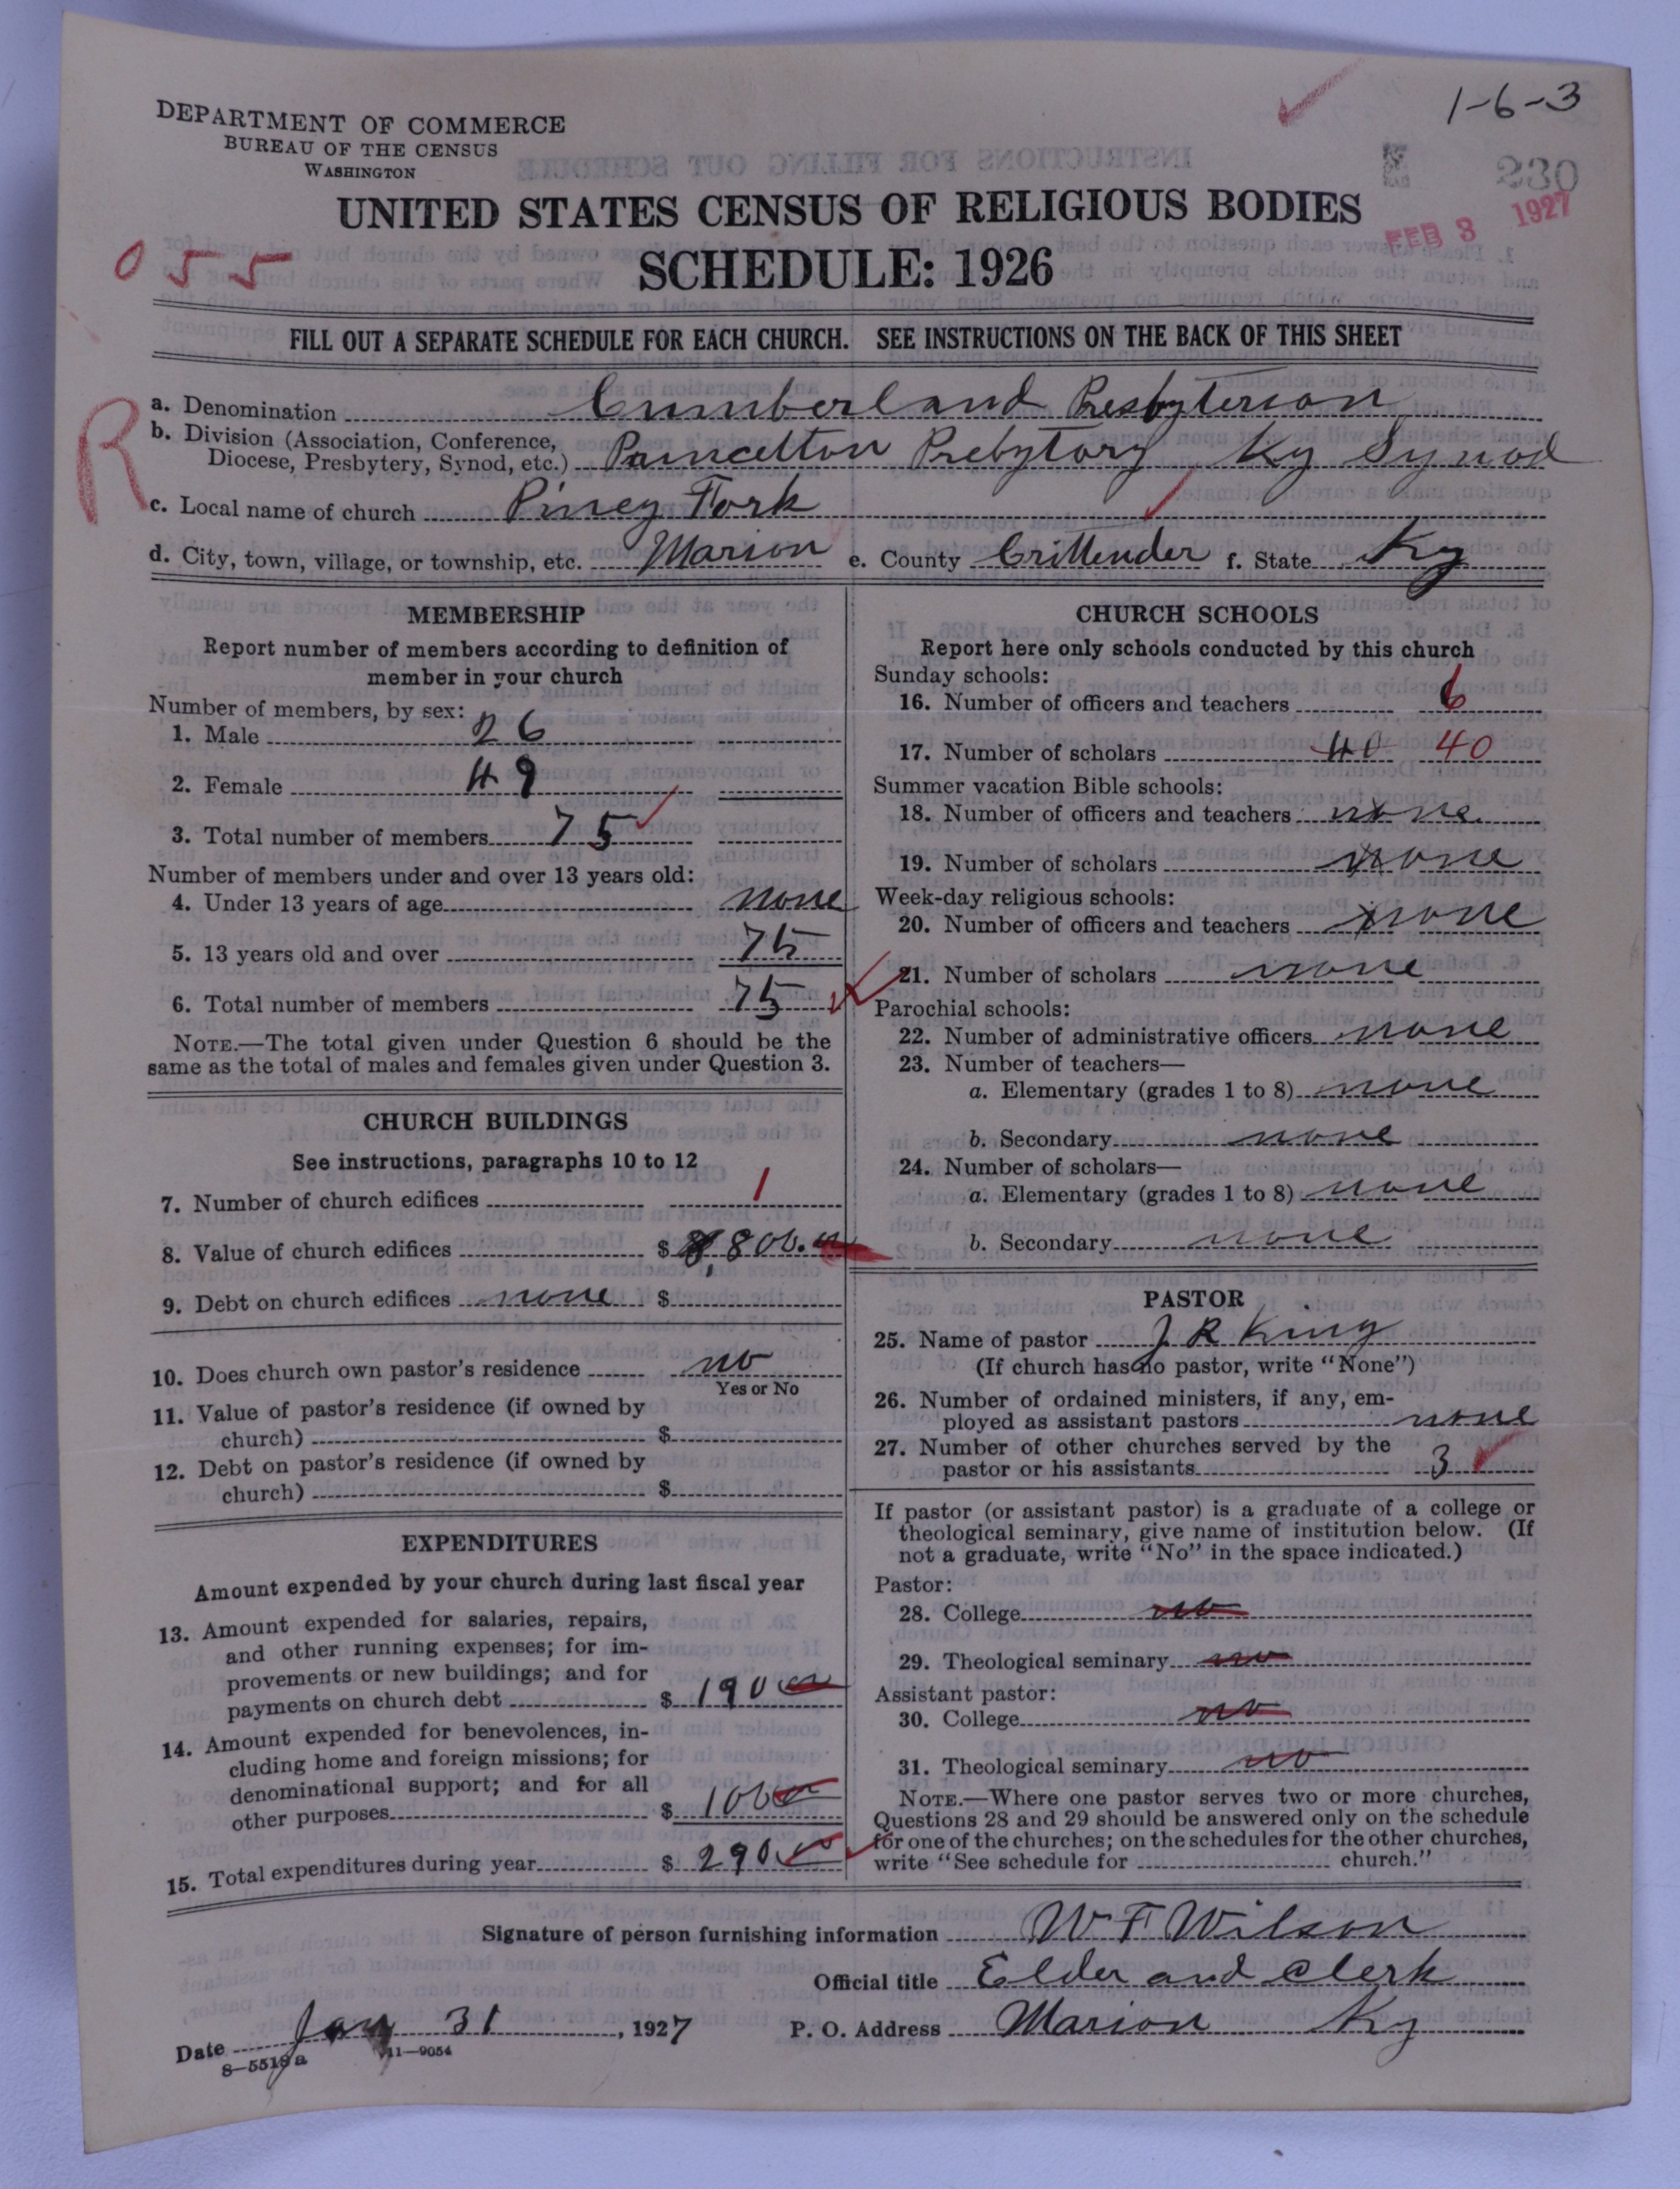 1-6-3
DEPARTMENT OF COMMERCE
BUREAU OF THE CENSUS
WASHINGTON
230
FEB 3 1927
UNITED STATES CENSUS OF RELIGIOUS BODIES
SCHEDULE: 1926
055
FILL OUT A SEPARATE SCHEDULE FOR EACH CHURCH. SEE INSTRUCTIONS ON THE BACK OF THIS SHEET
R
a. Denomination Cumberland Presbyterian
b. Division (Association, Conference,
Diocese, Presbytery, Synod, etc.) Princetton Prebytory Ky Synod
c. Local name of church Piney Fork
d. City, town, village, or township, etc. Marion e. County Crittender f. State Ky
MEMBERSHIP
Report number of members according to definition of
member in your church
Number of members, by sex:
1. Male 26
2. Female 49
3. Total number of members 75
Number of members under and over 13 years old:
4. Under 13 years of age none
5. 13 years old and over 75
6. Total number of members 75
NOTE.—The total given under Question 6 should be the
same as the total of males and females given under Question 3.
CHURCH BUILDINGS
See instructions, paragraphs 10 to 12
7. Number of church edifices 1
8. Value of church edifices $ 800.00
9. Debt on church edifices none $
10. Does church own pastor's residence no
Yes or No
11. Value of pastor's residence (if owned by
church) $
12. Debt on pastor's residence (if owned by
church) $
EXPENDITURES
Amount expended by your church during last fiscal year
13. Amount expended for salaries, repairs,
and other running expenses; for im-
provements or new buildings; and for
payments on church debt $ 190 00
14. Amount expended for benevolences, in-
cluding home and foreign missions; for
denominational support; and for all
other purposes $ 100 00
15. Total expenditures during year $ 290 00
CHURCH SCHOOLS
Report here only schools conducted by this church
Sunday schools:
16. Number of officers and teachers 6
17. Number of scholars 40 40
Summer vacation Bible schools:
18. Number of officers and teachers none
19. Number of scholars none
Week-day religious schools:
20. Number of officers and teachers none
21. Number of scholars none
Parochial schools:
22. Number of administrative officers none
23. Number of teachers—
a. Elementary (grades 1 to 8) none
b. Secondary none
24. Number of scholars—
a. Elementary (grades 1 to 8) none
b. Secondary none
PASTOR
25. Name of pastor J R King
(If church has no pastor, write "None")
26. Number of ordained ministers, if any, em-
ployed as assistant pastors none
27. Number of other churches served by the
pastor or his assistants 3
If pastor (or assistant pastor) is a graduate of a college or
theological seminary, give name of institution below. (If
not a graduate, write "No" in the space indicated.)
Pastor:
28. College no
29. Theological seminary no
Assistant pastor:
30. College no
31. Theological seminary no
NOTE.—Where one pastor serves two or more churches,
Questions 28 and 29 should be answered only on the schedule
for one of the churches; on the schedules for the other churches,
write "See schedule for church."
Signature of person furnishing information W F Wilson
Official title Elder and Clerk
Date Jany 31, 1927 P. O. Address Marion Ky
8—5518a 11—9054